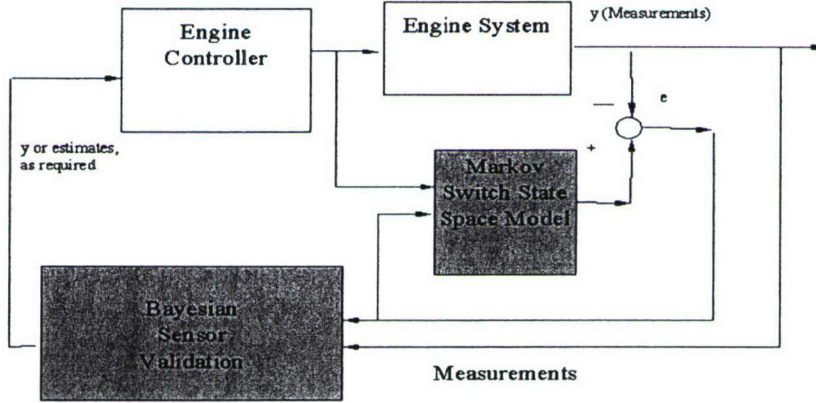 y (Measurements)
Engine
Controller
Engine System
—
e
y or estimates,
as required
+
Markov
Switch State
Space Model
Bayesian
Sensor
Validation
Measurements